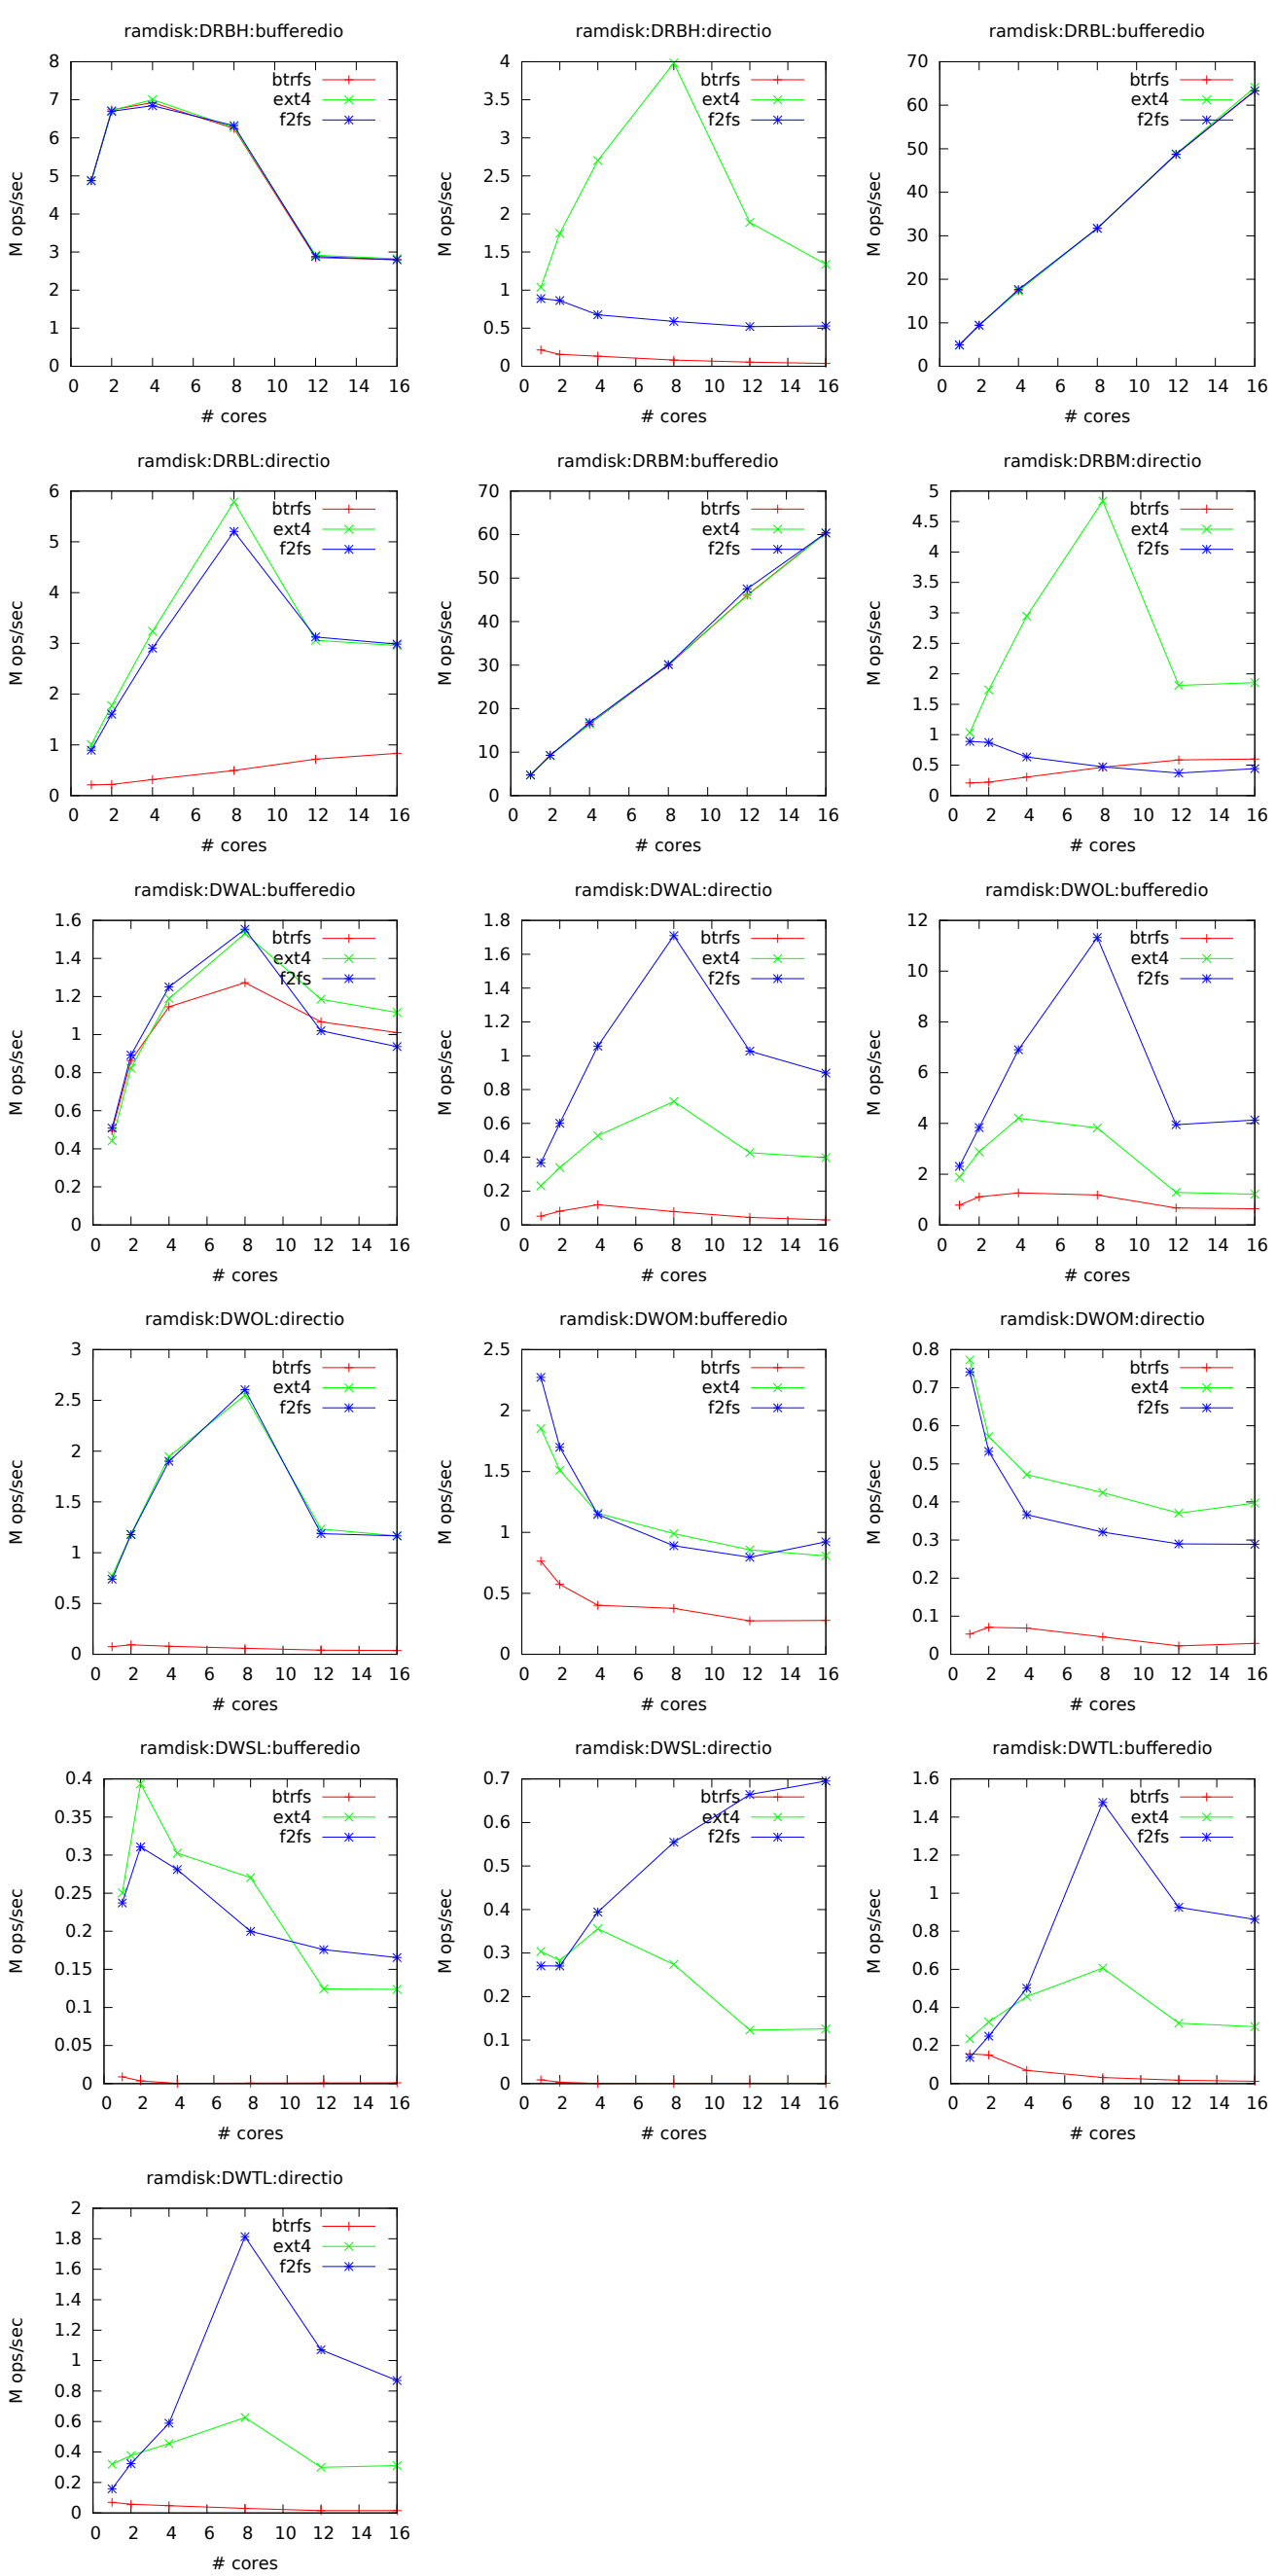 ramdisk:DRBH:bufferedio
M ops/sec
8
7
6
5
4
3
2
1
0
btrfs
ext4
f2fs
0 2 4 6 8 10 12 14 16
# cores
ramdisk:DRBH:directio
M ops/sec
4
3.5
3
2.5
2
1.5
1
0.5
0
btrfs
ext4
f2fs
0 2 4 6 8 10 12 14 16
# cores
ramdisk:DRBL:bufferedio
M ops/sec
70
60
50
40
30
20
10
0
btrfs
ext4
f2fs
0 2 4 6 8 10 12 14 16
# cores
ramdisk:DRBL:directio
M ops/sec
6
5
4
3
2
1
0
btrfs
ext4
f2fs
0 2 4 6 8 10 12 14 16
# cores
ramdisk:DRBM:bufferedio
M ops/sec
70
60
50
40
30
20
10
0
btrfs
ext4
f2fs
0 2 4 6 8 10 12 14 16
# cores
ramdisk:DRBM:directio
M ops/sec
5
4.5
4
3.5
3
2.5
2
1.5
1
0.5
0
btrfs
ext4
f2fs
0 2 4 6 8 10 12 14 16
# cores
ramdisk:DWAL:bufferedio
M ops/sec
1.6
1.4
1.2
1
0.8
0.6
0.4
0.2
0
btrfs
ext4
f2fs
0 2 4 6 8 10 12 14 16
# cores
ramdisk:DWAL:directio
M ops/sec
1.8
1.6
1.4
1.2
1
0.8
0.6
0.4
0.2
0
btrfs
ext4
f2fs
0 2 4 6 8 10 12 14 16
# cores
ramdisk:DWOL:bufferedio
M ops/sec
12
10
8
6
4
2
0
btrfs
ext4
f2fs
0 2 4 6 8 10 12 14 16
# cores
ramdisk:DWOL:directio
M ops/sec
3
2.5
2
1.5
1
0.5
0
btrfs
ext4
f2fs
0 2 4 6 8 10 12 14 16
# cores
ramdisk:DWOM:bufferedio
M ops/sec
2.5
2
1.5
1
0.5
0
btrfs
ext4
f2fs
0 2 4 6 8 10 12 14 16
# cores
ramdisk:DWOM:directio
M ops/sec
0.8
0.7
0.6
0.5
0.4
0.3
0.2
0.1
0
btrfs
ext4
f2fs
0 2 4 6 8 10 12 14 16
# cores
ramdisk:DWSL:bufferedio
M ops/sec
0.4
0.35
0.3
0.25
0.2
0.15
0.1
0.05
0
btrfs
ext4
f2fs
0 2 4 6 8 10 12 14 16
# cores
ramdisk:DWSL:directio
M ops/sec
0.7
0.6
0.5
0.4
0.3
0.2
0.1
0
btrfs
ext4
f2fs
0 2 4 6 8 10 12 14 16
# cores
ramdisk:DWTL:bufferedio
M ops/sec
1.6
1.4
1.2
1
0.8
0.6
0.4
0.2
0
btrfs
ext4
f2fs
0 2 4 6 8 10 12 14 16
# cores
ramdisk:DWTL:directio
M ops/sec
2
1.8
1.6
1.4
1.2
1
0.8
0.6
0.4
0.2
0
btrfs
ext4
f2fs
0 2 4 6 8 10 12 14 16
# cores